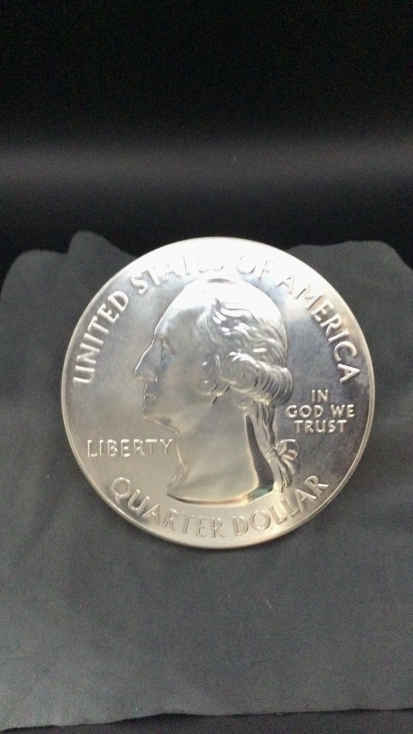 UNITED STATES OF AMERICA
IN
GOD WE
TRUST
LIBERTY
QUARTER DOLLAR